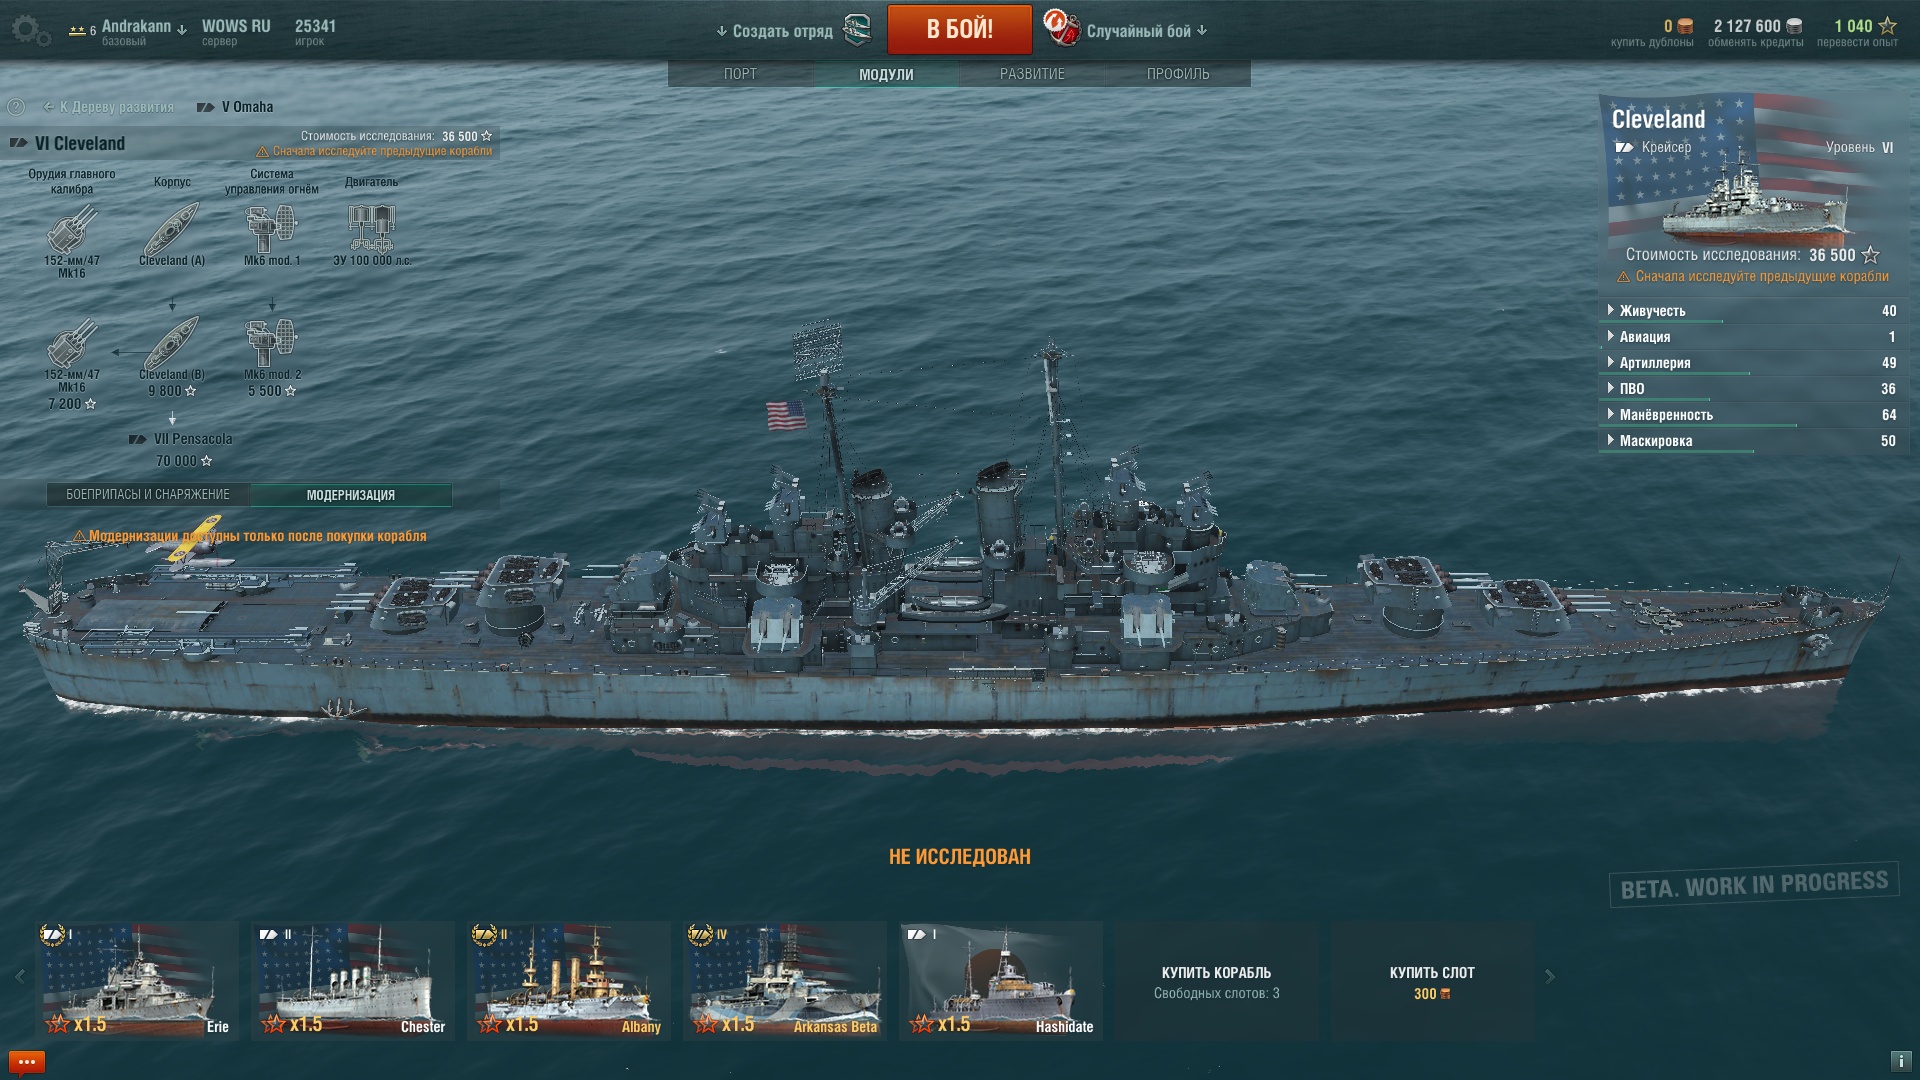 6 Andrakann
базовый
WOWS RU
сервер
25341
игрок
Создать отряд
В БОЙ!
Случайный бой
0
купить дублоны
2 127 600
обменять кредиты
1 040
перевести опыт
ПОРТ
МОДУЛИ
РАЗВИТИЕ
ПРОФИЛЬ
? К Дереву развития
V Omaha
VI Cleveland
Стоимость исследования: 36 500
Сначала исследуйте предыдущие корабли
Орудия главного
калибра
Корпус
Система
управления огнём
Двигатель
152-мм/47
Mk16
Cleveland (A)
Mk6 mod. 1
ЭУ 100 000 л.с.
152-мм/47
Mk16
7 200
Cleveland (B)
9 800
Mk6 mod. 2
5 500
VII Pensacola
70 000
БОЕПРИПАСЫ И СНАРЯЖЕНИЕ
МОДЕРНИЗАЦИЯ
Модернизации доступны только после покупки корабля
Cleveland
Крейсер
Уровень VI
Стоимость исследования: 36 500
Сначала исследуйте предыдущие корабли
Живучесть 40
Авиация 1
Артиллерия 49
ПВО 36
Манёвренность 64
Маскировка 50
НЕ ИССЛЕДОВАН
BETA. WORK IN PROGRESS
I
x1.5
Erie
II
x1.5
Chester
II
x1.5
Albany
IV
x1.5
Arkansas Beta
I
x1.5
Hashidate
КУПИТЬ КОРАБЛЬ
Свободных слотов: 3
КУПИТЬ СЛОТ
300
i